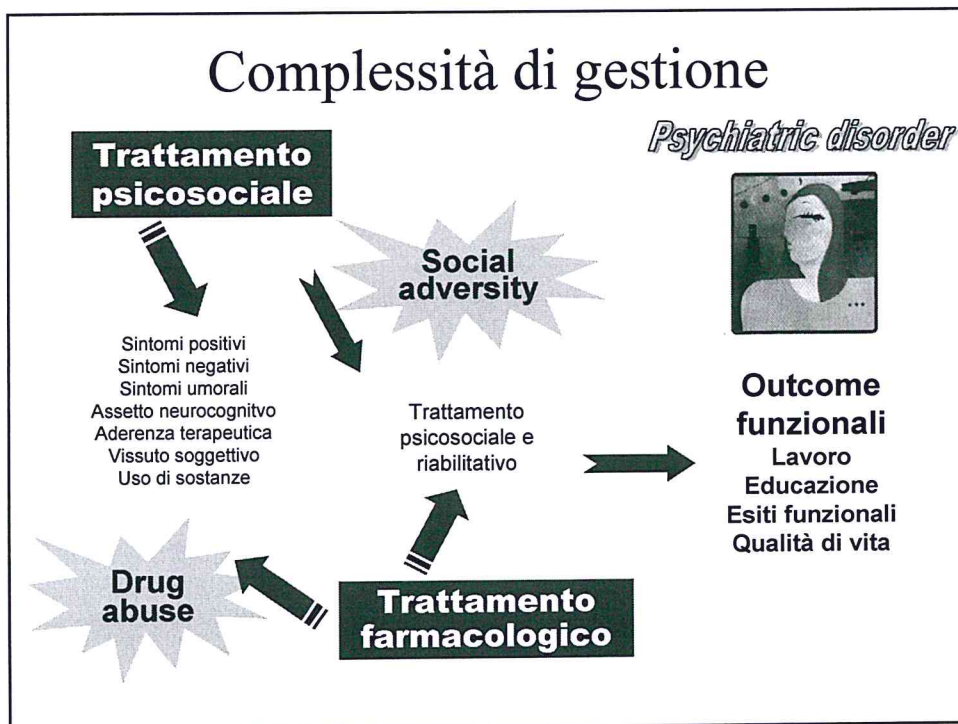 Complessità di gestione
Psychiatric disorder
Trattamento
psicosociale
Social
adversity
Sintomi positivi
Sintomi negativi
Sintomi umorali
Assetto neurocognitvo
Aderenza terapeutica
Vissuto soggettivo
Uso di sostanze
Trattamento
psicosociale e
riabilitativo
Outcome
funzionali
Lavoro
Educazione
Esiti funzionali
Qualità di vita
Drug
abuse
Trattamento
farmacologico